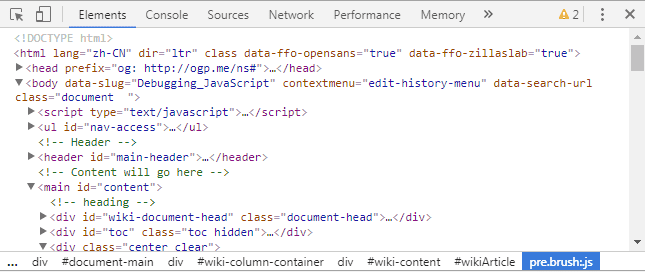 Elements Console Sources Network Performance Memory » 2
<!DOCTYPE html>
<html lang="zh-CN" dir="ltr" class data-ffo-opensans="true" data-ffo-zillaslab="true">
<head prefix="og: http://ogp.me/ns#">…</head>
<body data-slug="Debugging_JavaScript" contextmenu="edit-history-menu" data-search-url
class="document  ">
<script type="text/javascript">…</script>
<ul id="nav-access">…</ul>
<!-- Header -->
<header id="main-header">…</header>
<!-- Content will go here -->
<main id="content">
<!-- heading -->
<div id="wiki-document-head" class="document-head">…</div>
<div id="toc" class="toc hidden">…</div>
<div class="center clear">
... div #document-main div #wiki-column-container div #wiki-content #wikiArticle pre.brush:js